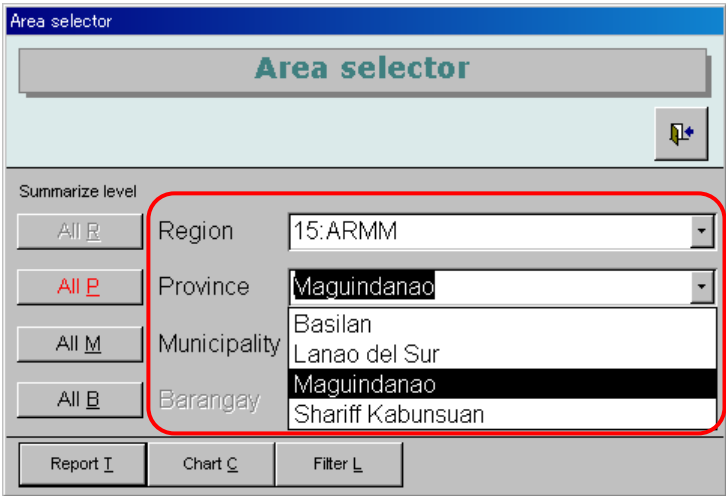 Area selector
Area selector
Summarize level
All R
Region
15:ARMM
All P
Province
Maguindanao
Basilan
All M
Municipality
Lanao del Sur
Maguindanao
All B
Barangay
Shariff Kabunsuan
Report T
Chart C
Filter L